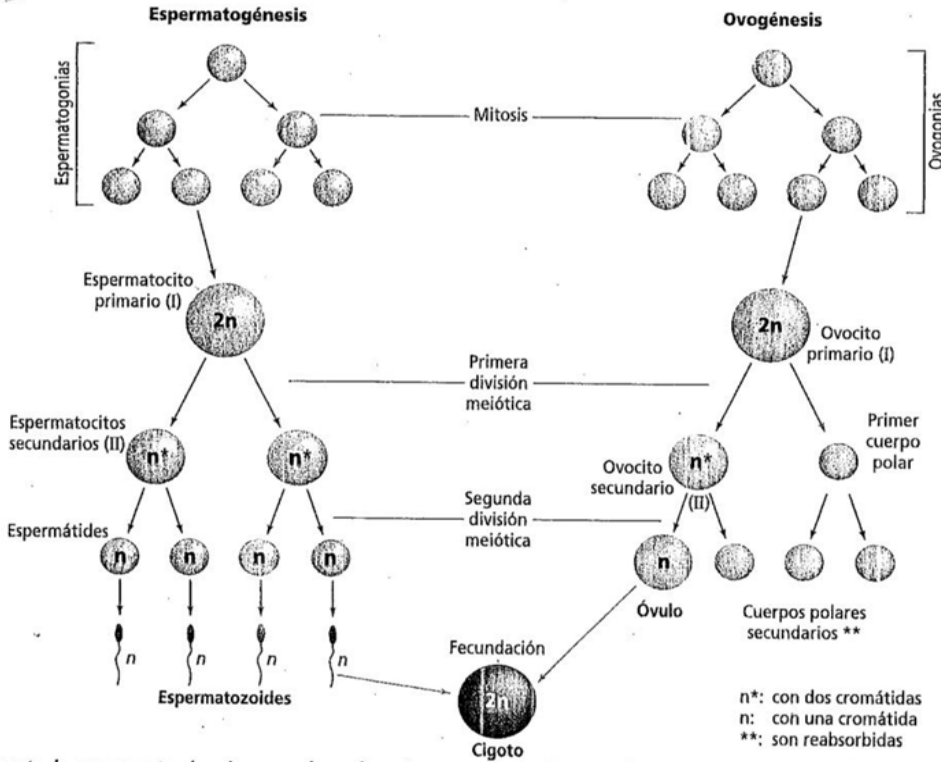 Espermatogénesis
Ovogénesis
Espermatogonias
Mitosis
Ovogonias
Espermatocito
primario (I)
2n
2n
Ovocito
primario (I)
Primera
división
meiótica
Espermatocitos
secundarios (II)
n*
n*
Ovocito
secundario
(II)
n*
Primer
cuerpo
polar
Segunda
división
meiótica
Espermátides
n
n
n
n
n
Óvulo
Cuerpos polares
secundarios **
n
n
n
n
Espermatozoides
Fecundación
2n
Cigoto
n*: con dos cromátidas
n: con una cromátida
**: son reabsorbidas